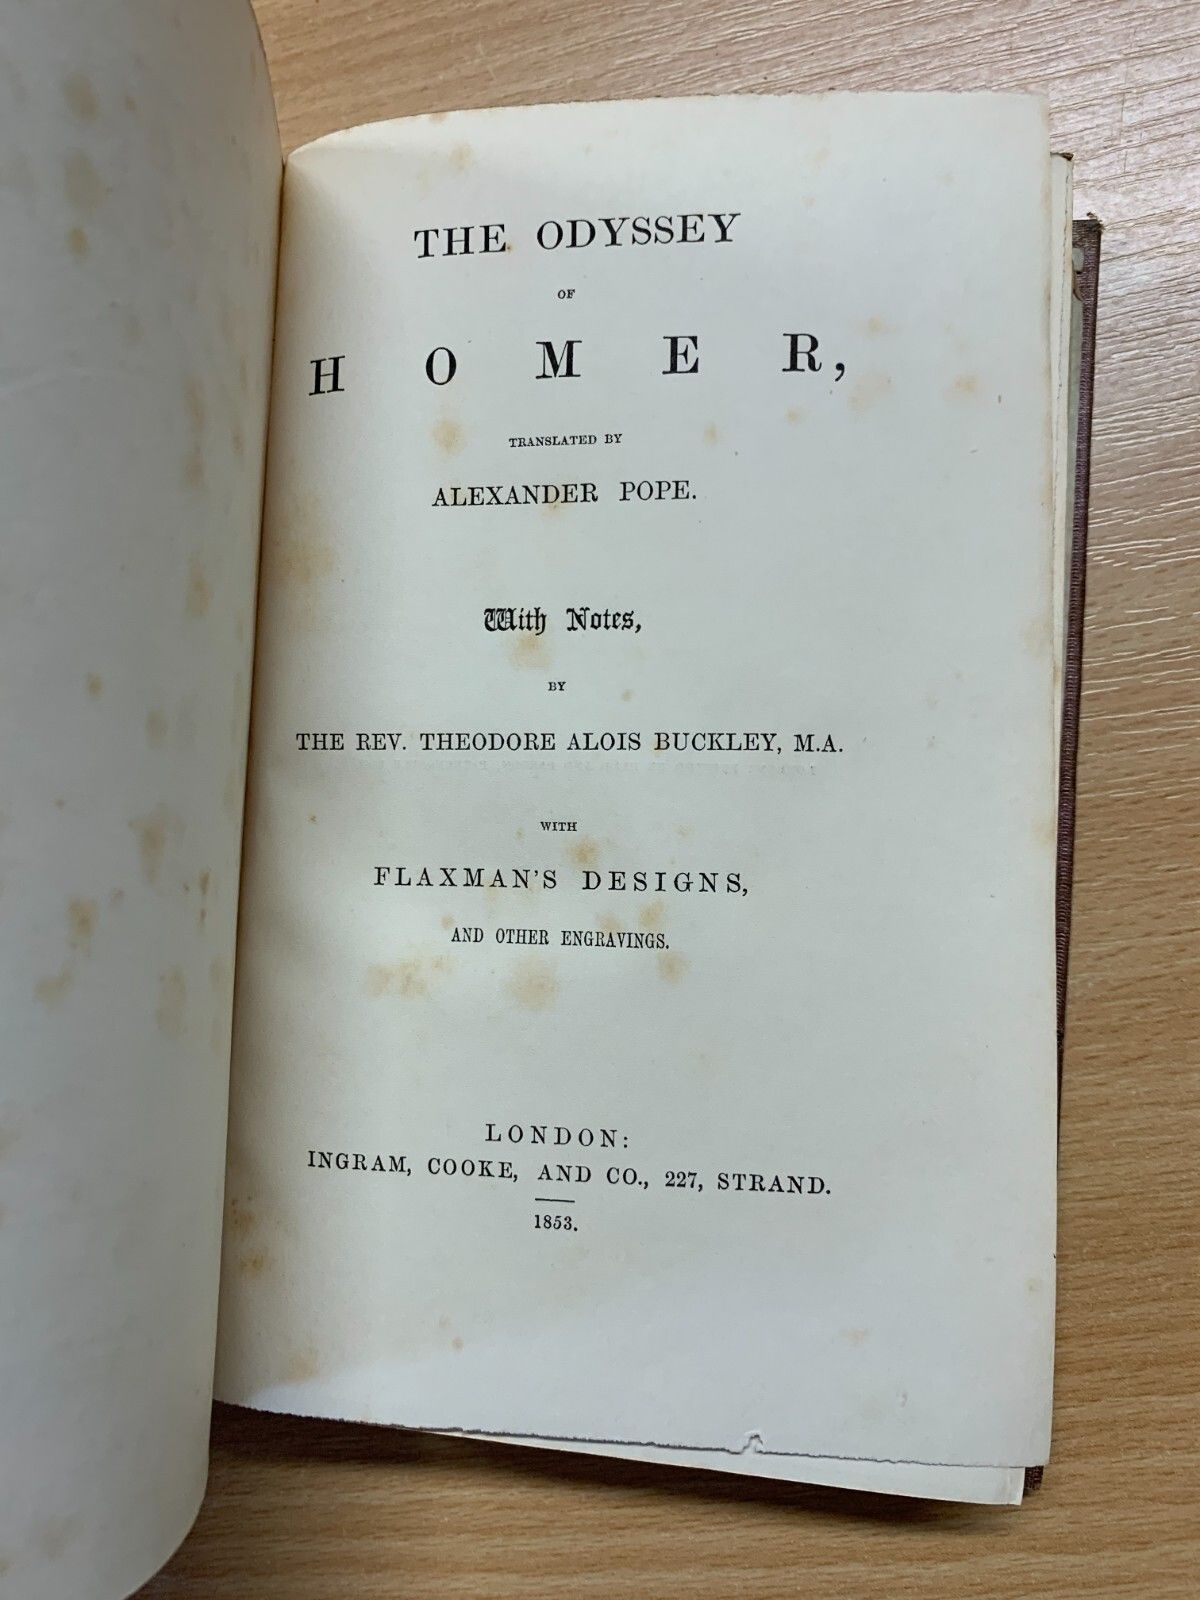 THE ODYSSEY
OF
HOMER,
TRANSLATED BY
ALEXANDER POPE.
With Notes,
BY
THE REV. THEODORE ALOIS BUCKLEY, M.A.
WITH
FLAXMAN'S DESIGNS,
AND OTHER ENGRAVINGS.
LONDON:
INGRAM, COOKE, AND CO., 227, STRAND.
1853.